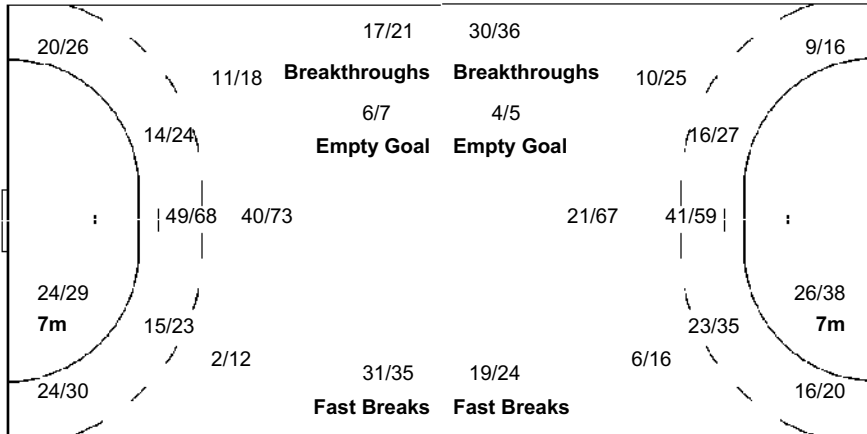 17/21 30/36
20/26 9/16
11/18 Breakthroughs Breakthroughs 10/25
6/7 4/5
14/24 16/27
Empty Goal Empty Goal
49/68 40/73 21/67 41/59
24/29 26/38
7m 15/23 23/35 7m
2/12 6/16
31/35 19/24
24/30 16/20
Fast Breaks Fast Breaks